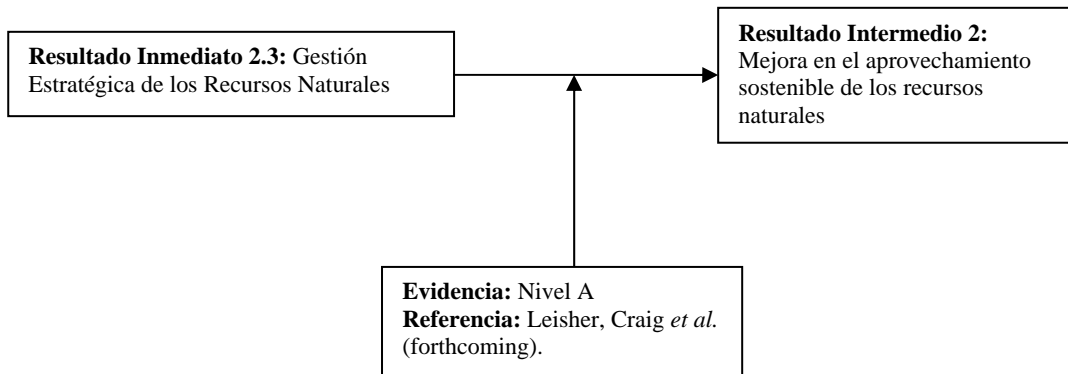 Resultado Inmediato 2.3: Gestión
Estratégica de los Recursos Naturales
Resultado Intermedio 2:
Mejora en el aprovechamiento
sostenible de los recursos
naturales
Evidencia: Nivel A
Referencia: Leisher, Craig et al.
(forthcoming).